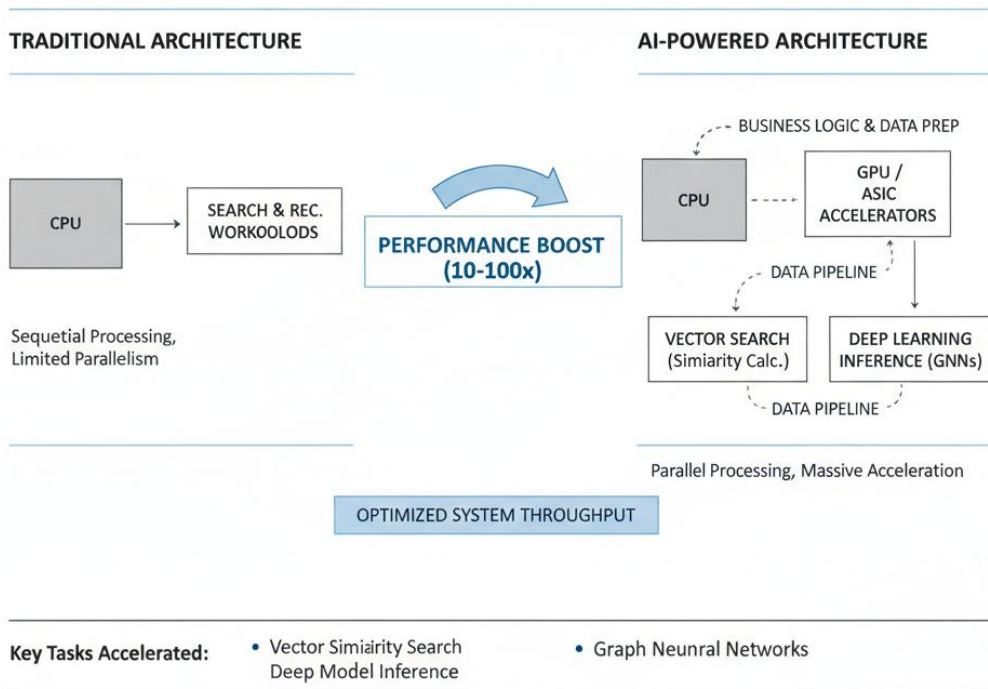 TRADITIONAL ARCHITECTURE
CPU
SEARCH & REC.
WORKOOLODS
Sequetial Processing,
Limited Parallelism
PERFORMANCE BOOST
(10-100x)
AI-POWERED ARCHITECTURE
BUSINESS LOGIC & DATA PREP
CPU
GPU /
ASIC
ACCELERATORS
DATA PIPELINE
VECTOR SEARCH
(Simiarity Calc.)
DEEP LEARNING
INFERENCE (GNNs)
DATA PIPELINE
Parallel Processing, Massive Acceleration
OPTIMIZED SYSTEM THROUGHPUT
Key Tasks Accelerated:
• Vector Simiàrity Search
Deep Model Inference
• Graph Neunral Networks